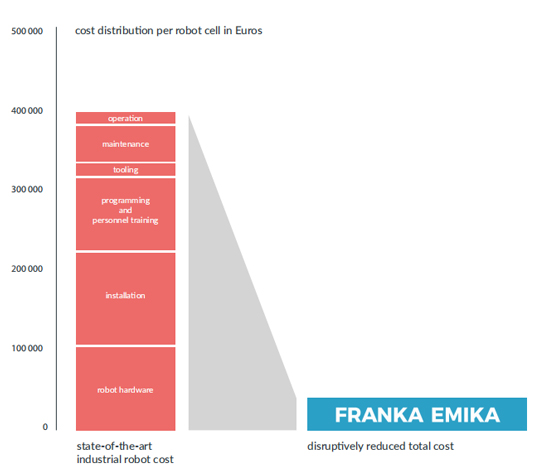 500 000
cost distribution per robot cell in Euros
400 000
operation
maintenance
tooling
300 000
programming
and
personnel training
200 000
installation
100 000
robot hardware
0
FRANKA EMIKA
state-of-the-art
industrial robot cost
disruptively reduced total cost